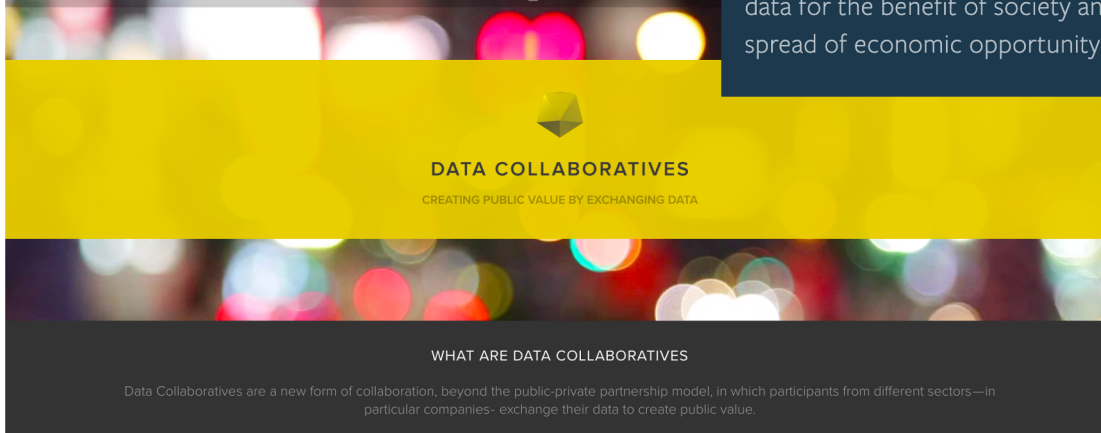 data for the benefit of society an
spread of economic opportunity
DATA COLLABORATIVES
CREATING PUBLIC VALUE BY EXCHANGING DATA
WHAT ARE DATA COLLABORATIVES
Data Collaboratives are a new form of collaboration, beyond the public-private partnership model, in which participants from different sectors—in
particular companies- exchange their data to create public value.